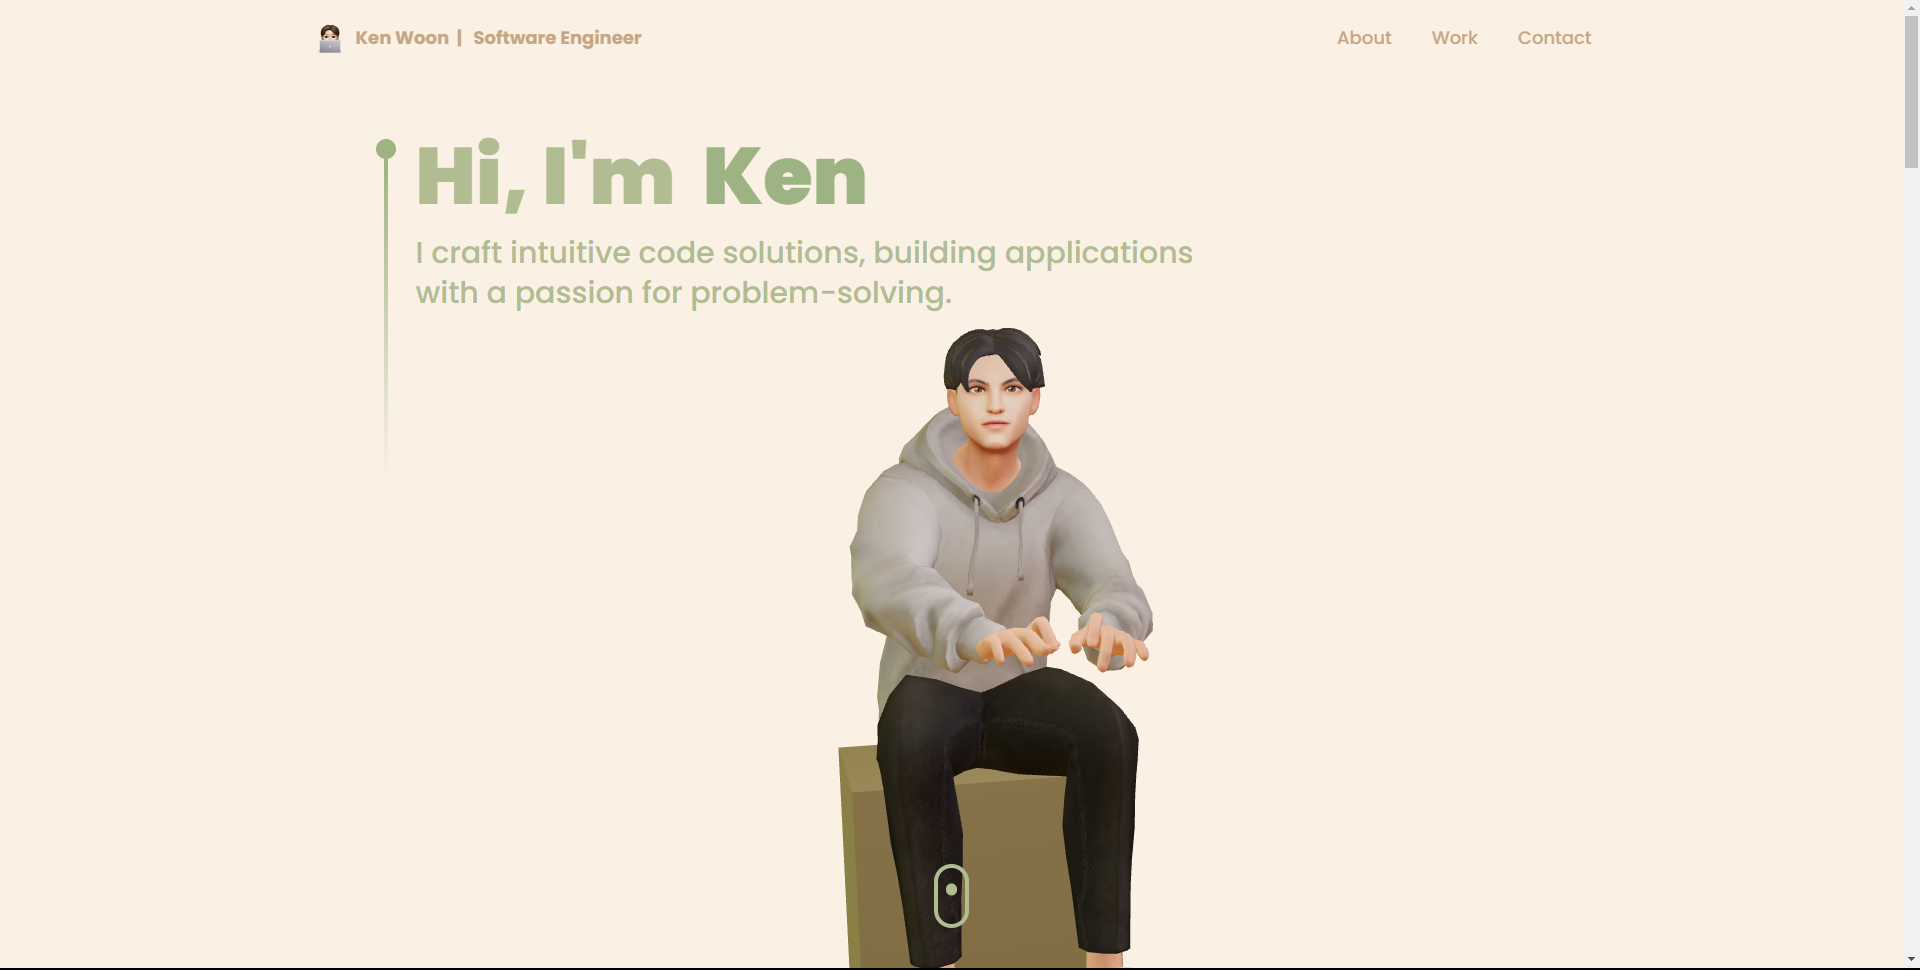 Ken Woon | Software Engineer
About Work Contact
Hi, I'm Ken
I craft intuitive code solutions, building applications
with a passion for problem-solving.